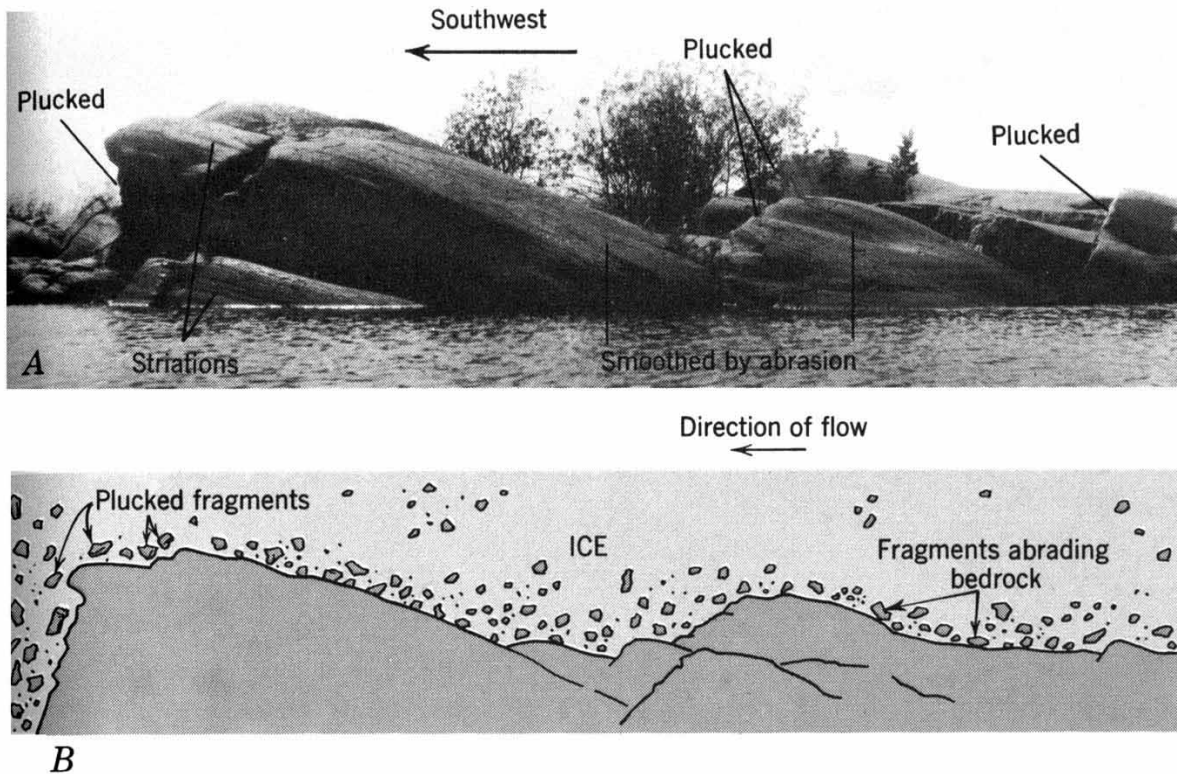 Southwest
Plucked
Plucked
Plucked
Striations
Smoothed by abrasion
A
Direction of flow
Plucked fragments
ICE
Fragments abrading
bedrock
B